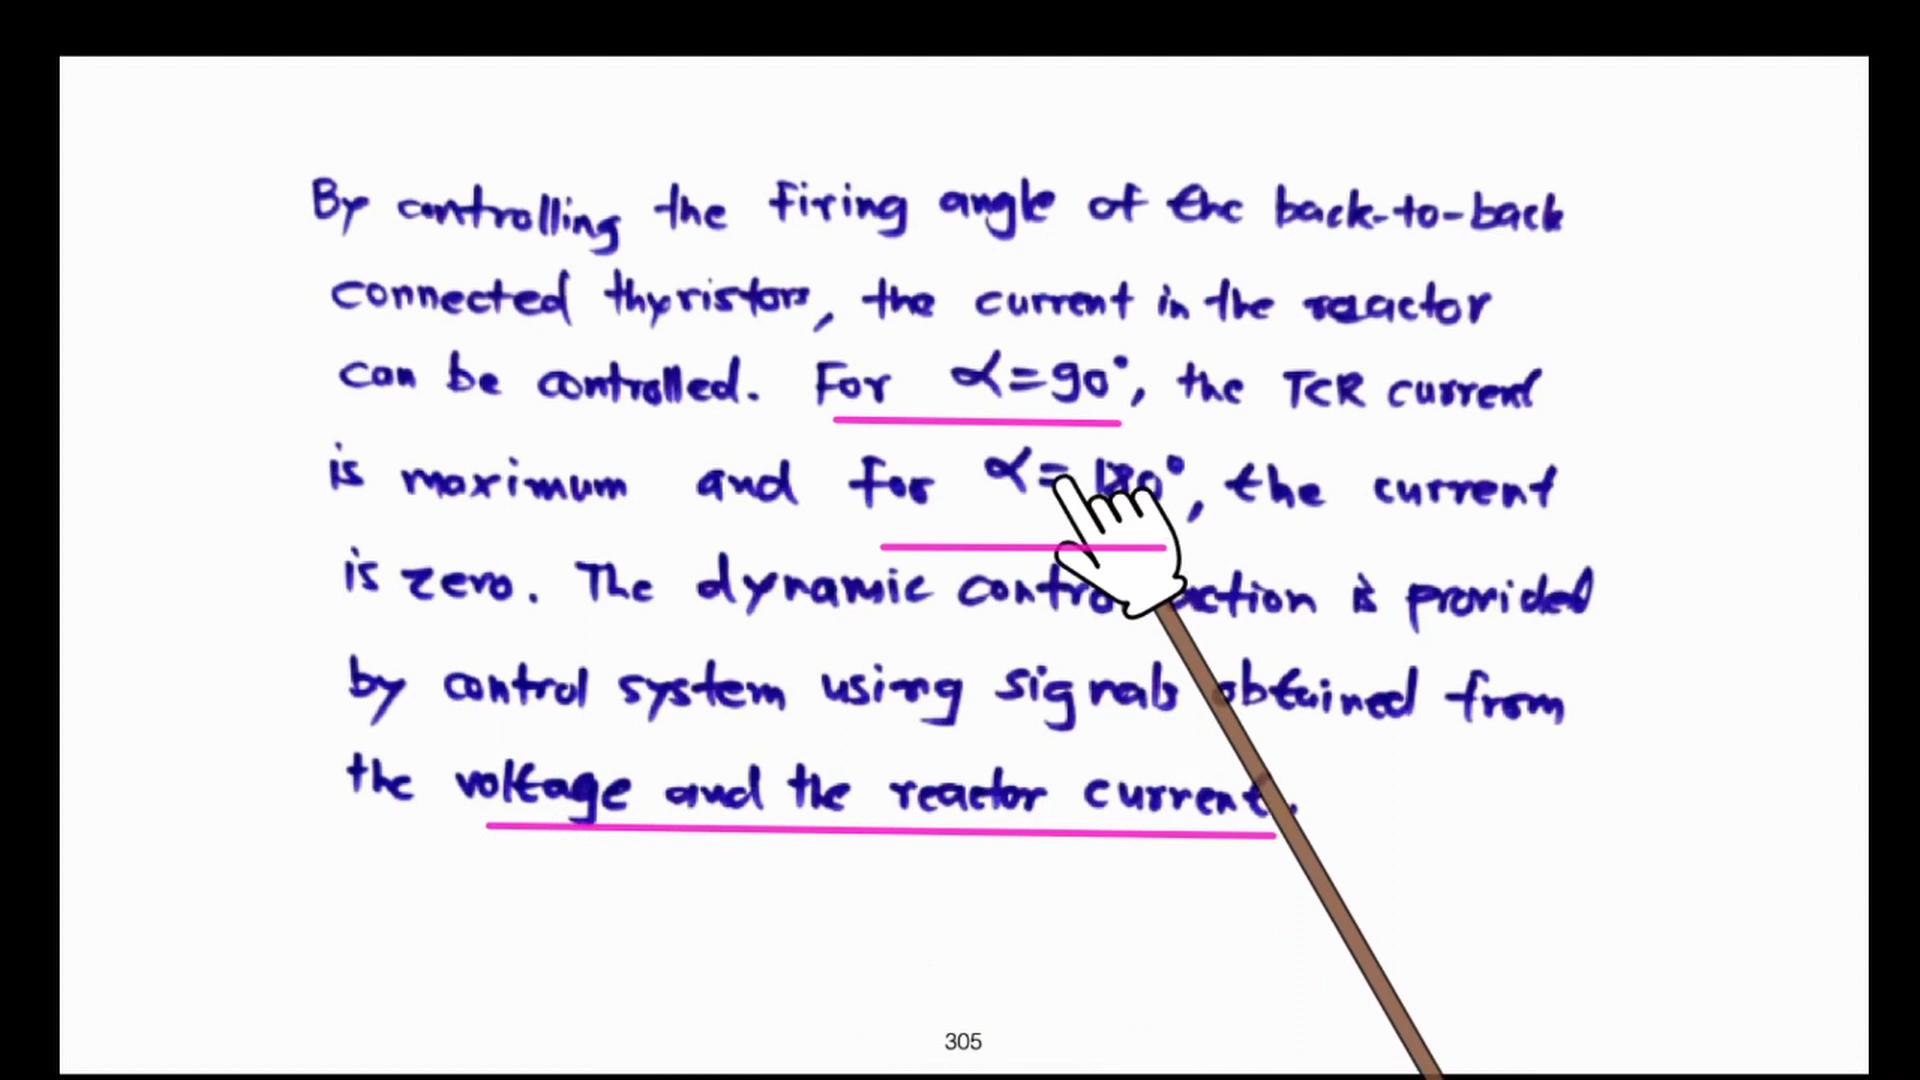 By controlling the firing angle of the back-to-back
connected thyristors, the current in the reactor
can be controlled. For α=90°, the TCR current
is maximum and for α=180°, the current
is zero. The dynamic control action is provided
by control system using signals obtained from
the voltage and the reactor current.
305